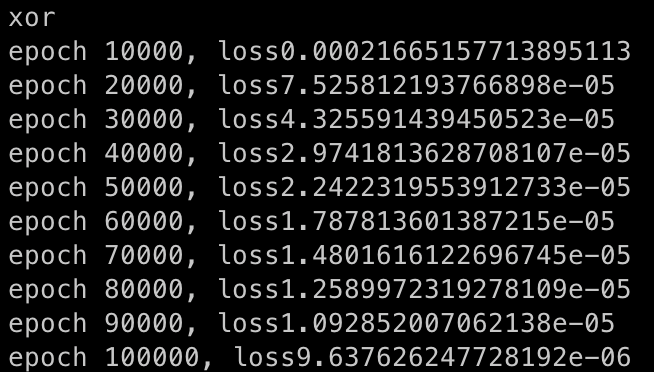 xor
epoch 10000, loss0.00021665157713895113
epoch 20000, loss7.525812193766898e-05
epoch 30000, loss4.325591439450523e-05
epoch 40000, loss2.9741813628708107e-05
epoch 50000, loss2.2422319553912733e-05
epoch 60000, loss1.787813601387215e-05
epoch 70000, loss1.4801616122696745e-05
epoch 80000, loss1.2589972319278109e-05
epoch 90000, loss1.092852007062138e-05
epoch 100000, loss9.637626247728192e-06